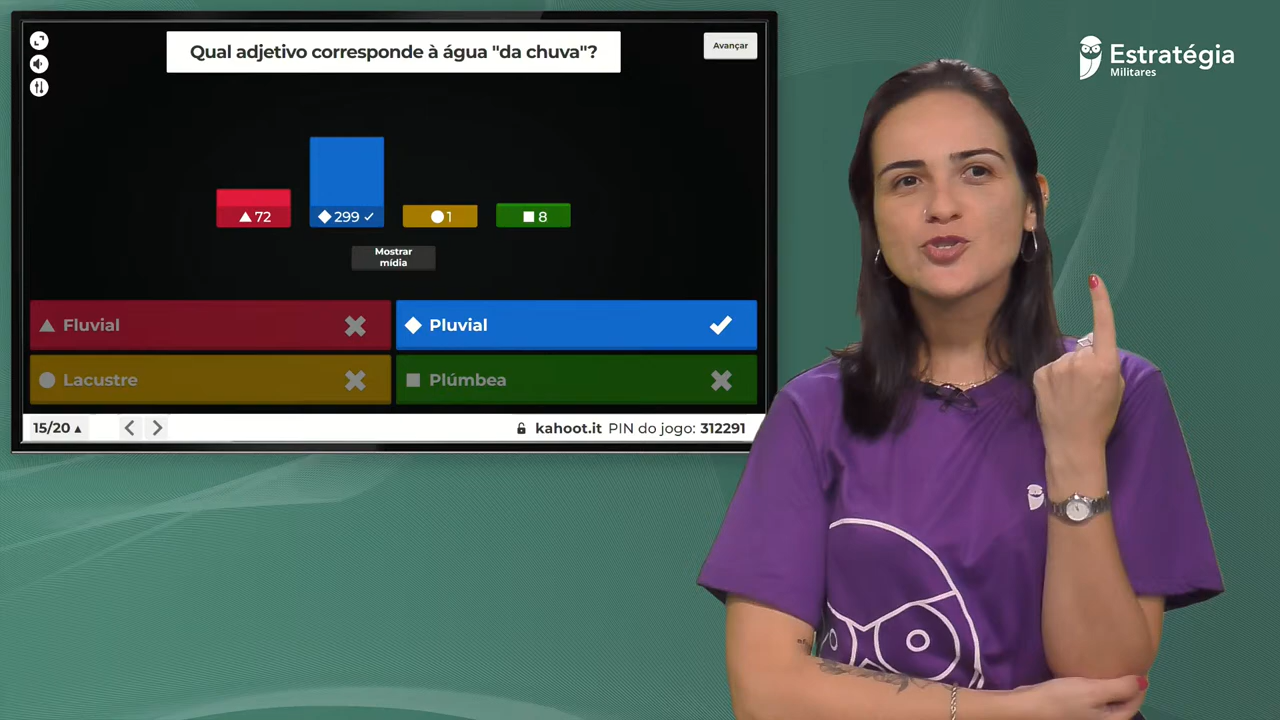 Qual adjetivo corresponde à água "da chuva"?
Avançar
Estratégia
Militares
72
299
1
8
Mostrar
mídia
Fluvial
Pluvial
Lacustre
Plúmbea
15/20
kahoot.it PIN do jogo: 312291